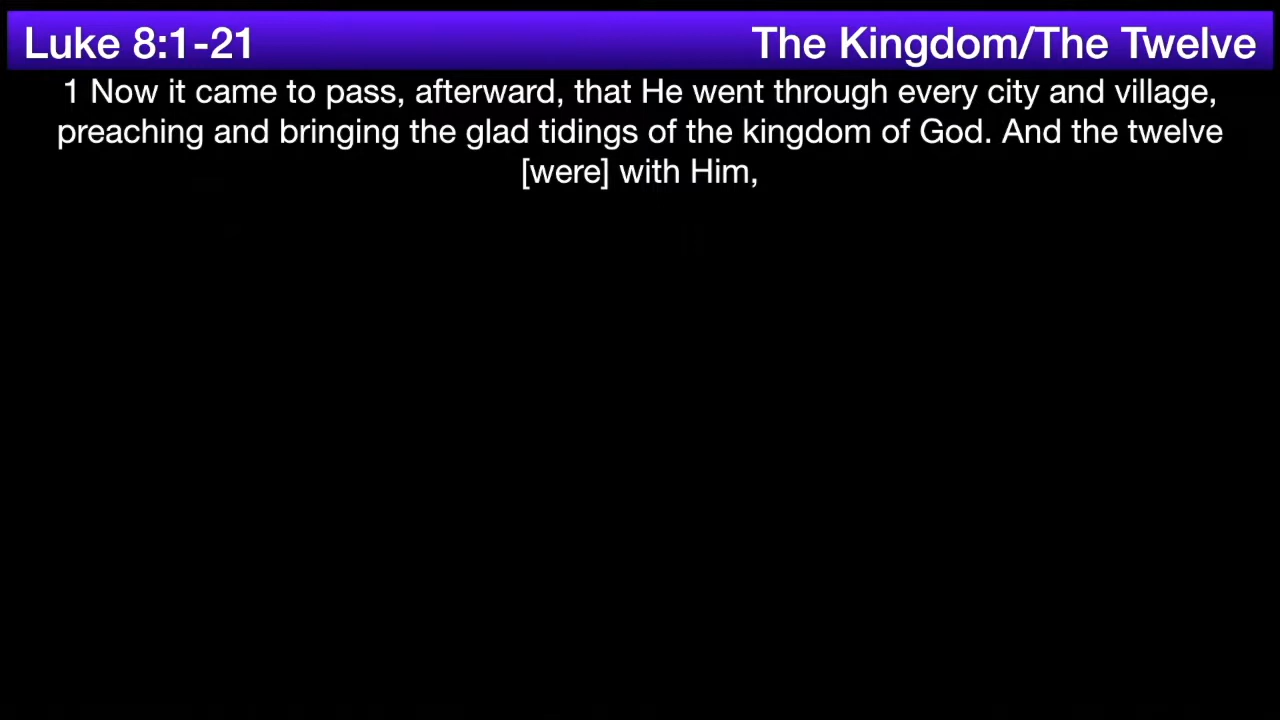 Luke 8:1-21 The Kingdom/The Twelve
1 Now it came to pass, afterward, that He went through every city and village,
preaching and bringing the glad tidings of the kingdom of God. And the twelve
[were] with Him,